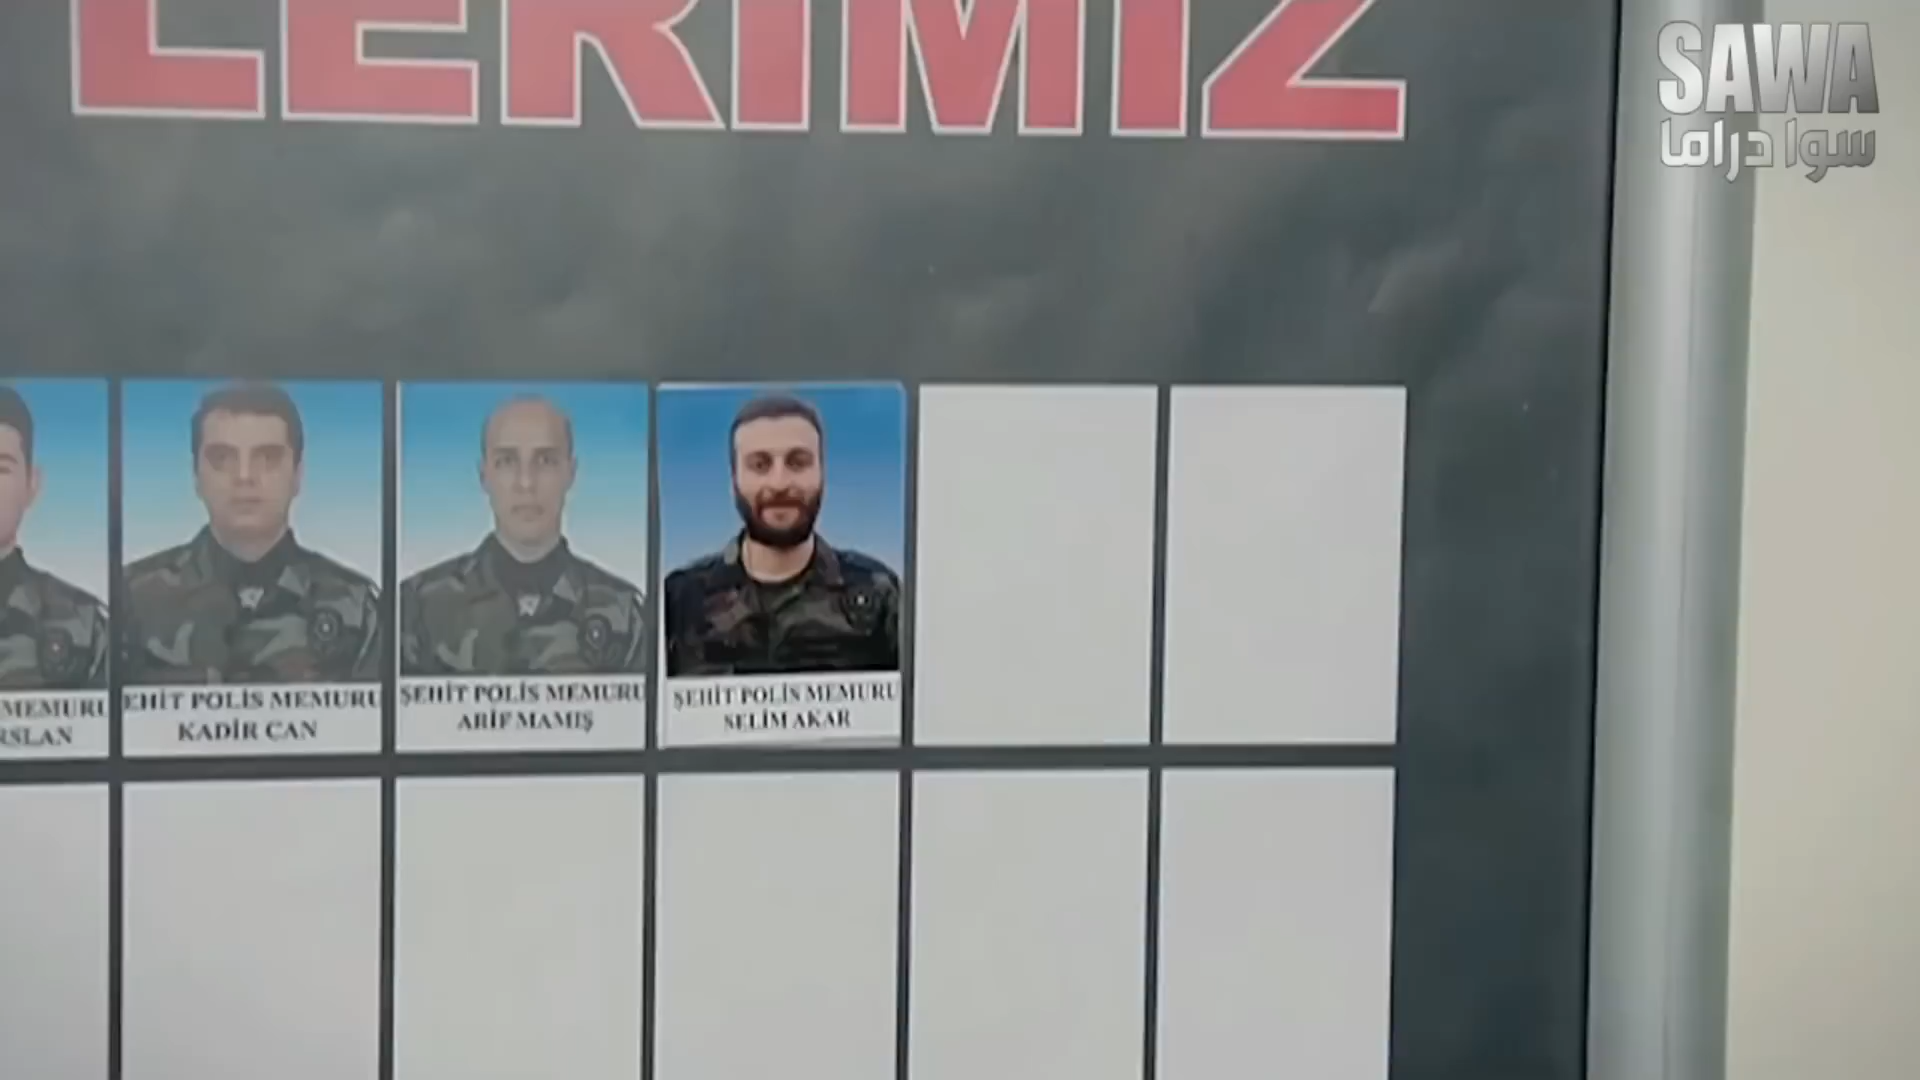 LERİMİZ
SAWA
سوا دراما
MEMURU
RSLAN
EHİT POLİS MEMURU
KADİR CAN
ŞEHİT POLİS MEMURU
ARİF MAMIŞ
ŞEHİT POLİS MEMURU
SELİM AKAR